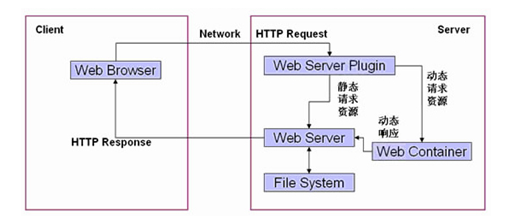 Client
Network
HTTP Request
Server
Web Browser
Web Server Plugin
静态
请求
资源
动态
请求
资源
HTTP Response
Web Server
动态
响应
Web Container
File System